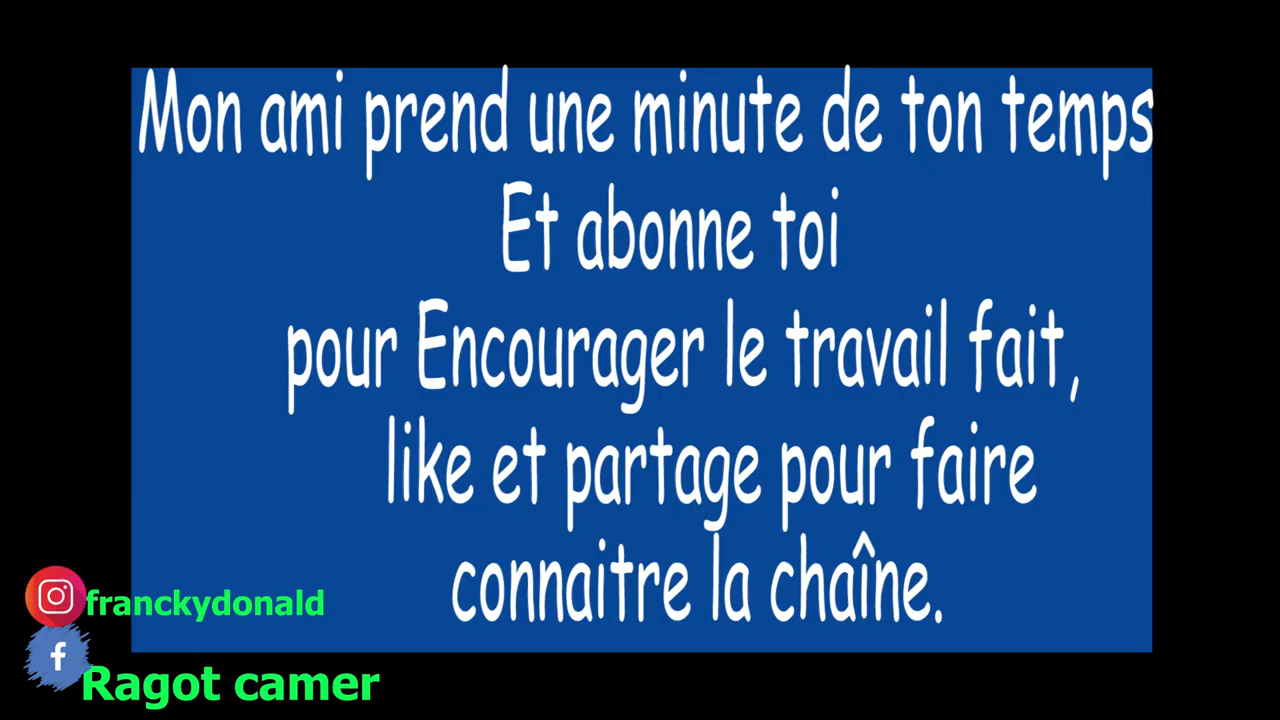 Mon ami prend une minute de ton temps
Et abonne toi
pour Encourager le travail fait,
like et partage pour faire
connaitre la chaîne.
franckydonald
f
Ragot camer